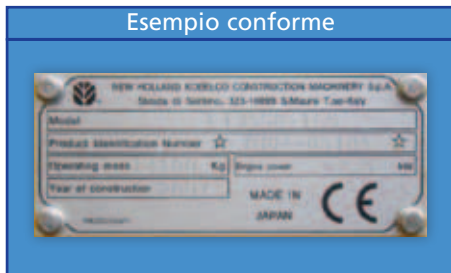 Esempio conforme
NEW HOLLAND KOBELCO CONSTRUCTION MACHINERY S.p.A
Model
Product Identification Number
Operating mass Kg Engine power kW
Year of construction
MADE IN
JAPAN
CE